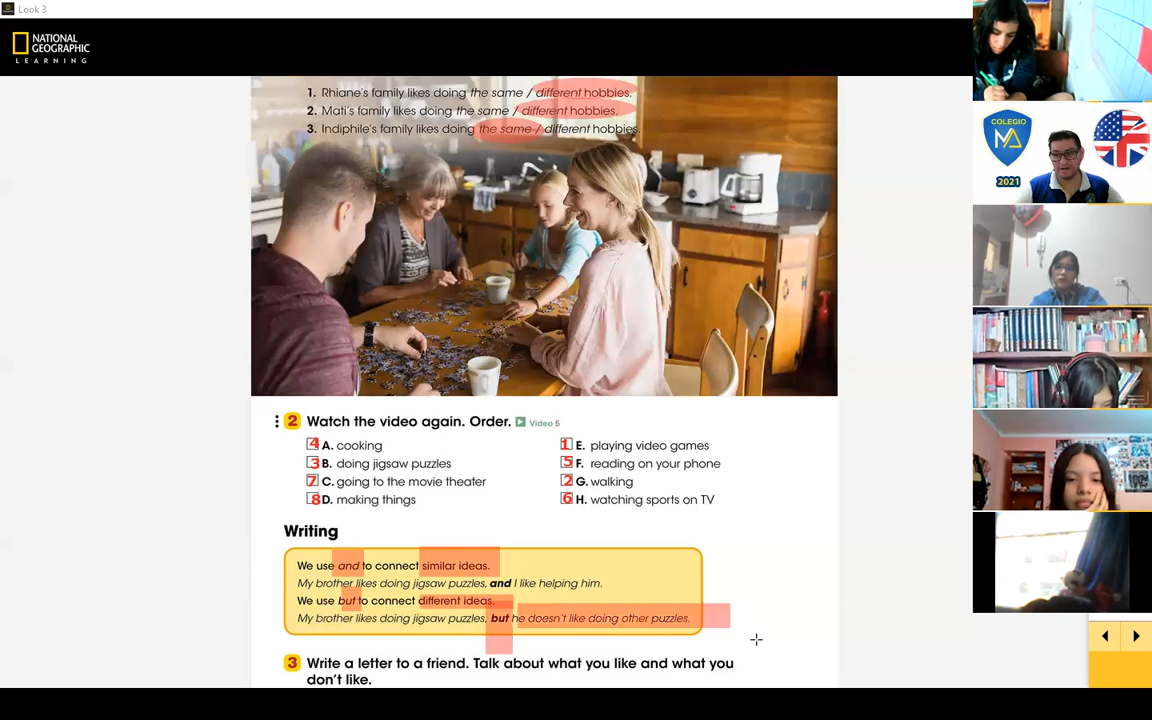 Look 3
NATIONAL
GEOGRAPHIC
LEARNING
1. Rhiane's family likes doing the same / different hobbies.
2. Mati's family likes doing the same / different hobbies.
3. Indiphile's family likes doing the same / different hobbies.
2 Watch the video again. Order. Video 5
4 A. cooking
3 B. doing jigsaw puzzles
7 C. going to the movie theater
8 D. making things
1 E. playing video games
5 F. reading on your phone
2 G. walking
6 H. watching sports on TV
Writing
We use and to connect similar ideas.
My brother likes doing jigsaw puzzles, and I like helping him.
We use but to connect different ideas.
My brother likes doing jigsaw puzzles, but he doesn't like doing other puzzles.
3 Write a letter to a friend. Talk about what you like and what you
don't like.
COLEGIO
MA
2021